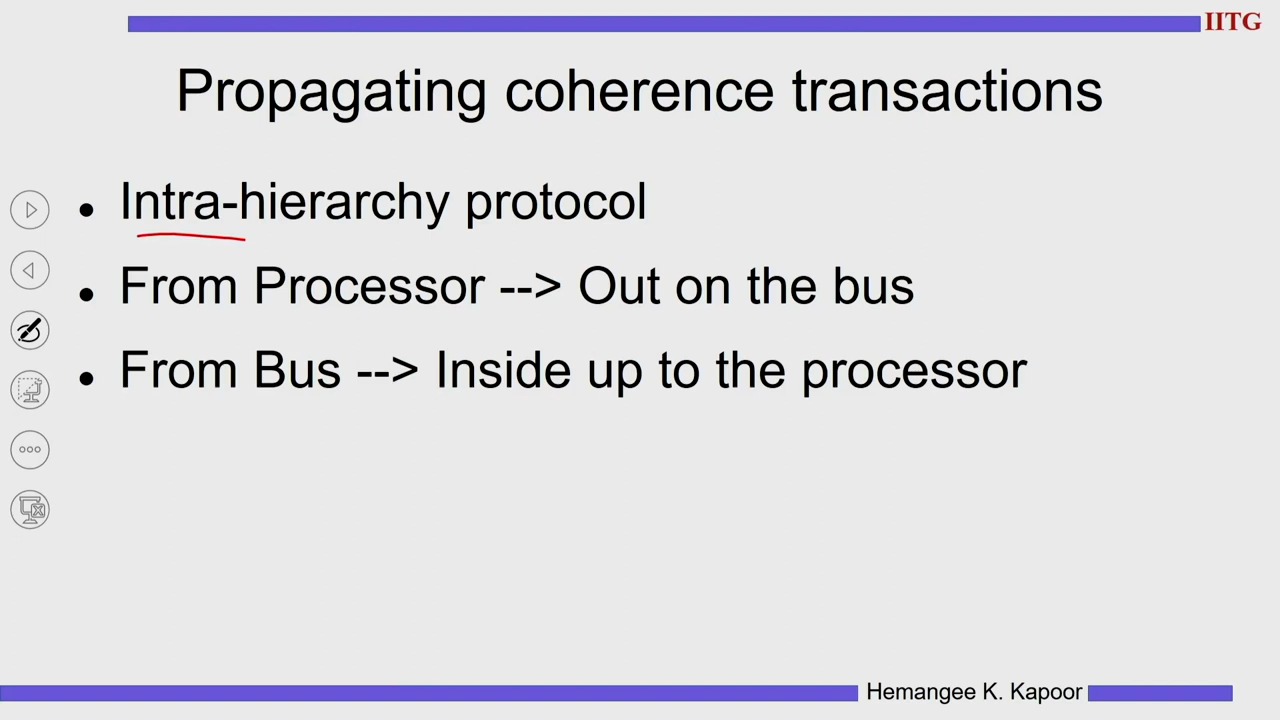 IITG
Propagating coherence transactions
• Intra-hierarchy protocol
• From Processor --> Out on the bus
• From Bus --> Inside up to the processor
Hemangee K. Kapoor